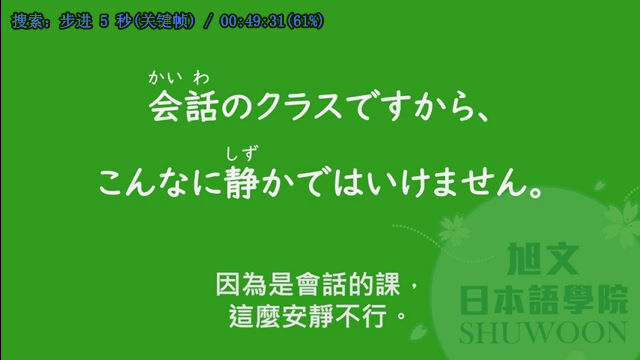 搜索: 步进 5 秒(关键帧) / 00:49:31(61%)
かい わ
会話のクラスですから、
しず
こんなに静かではいけません。
因為是會話的課，
這麼安靜不行。
旭文
日本語學院
SHUWOON